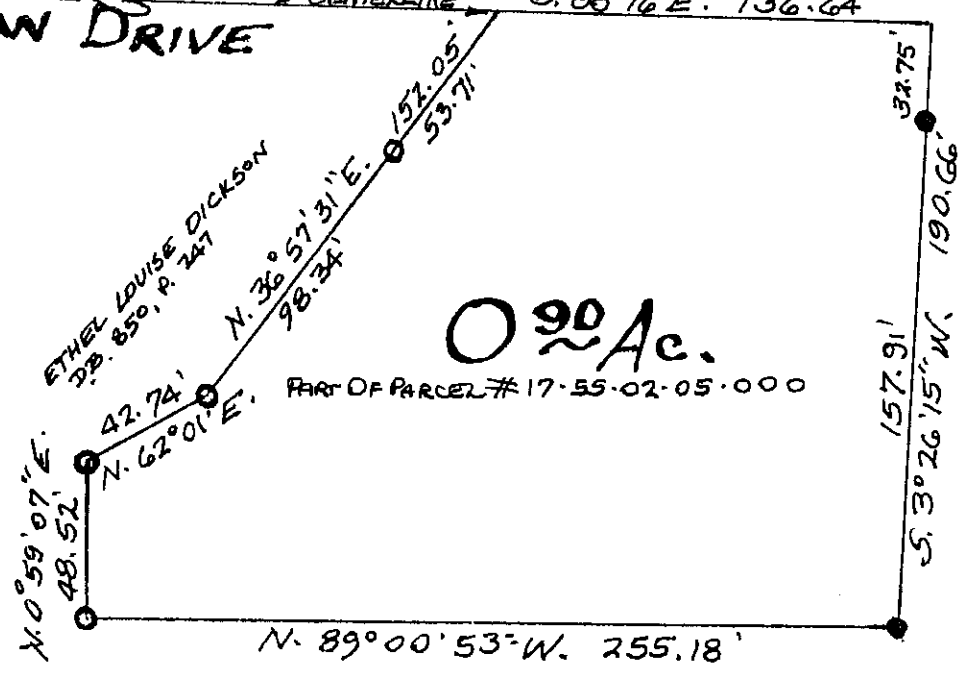 S. 88°16'E. 136.64
W DRIVE
32.75'
152.05'
53.71'
190.66'
ETHEL LOUISE DICKSON
D.B. 850, P. 247
N. 36°57'31"E.
98.34'
0 90 Ac.
PART OF PARCEL # 17-55-02-05-000
157.91'
S. 3°26'15"W.
42.74'
N. 62°01'E.
N. 0°59'07"E.
48.52'
N. 89°00'53"W. 255.18'